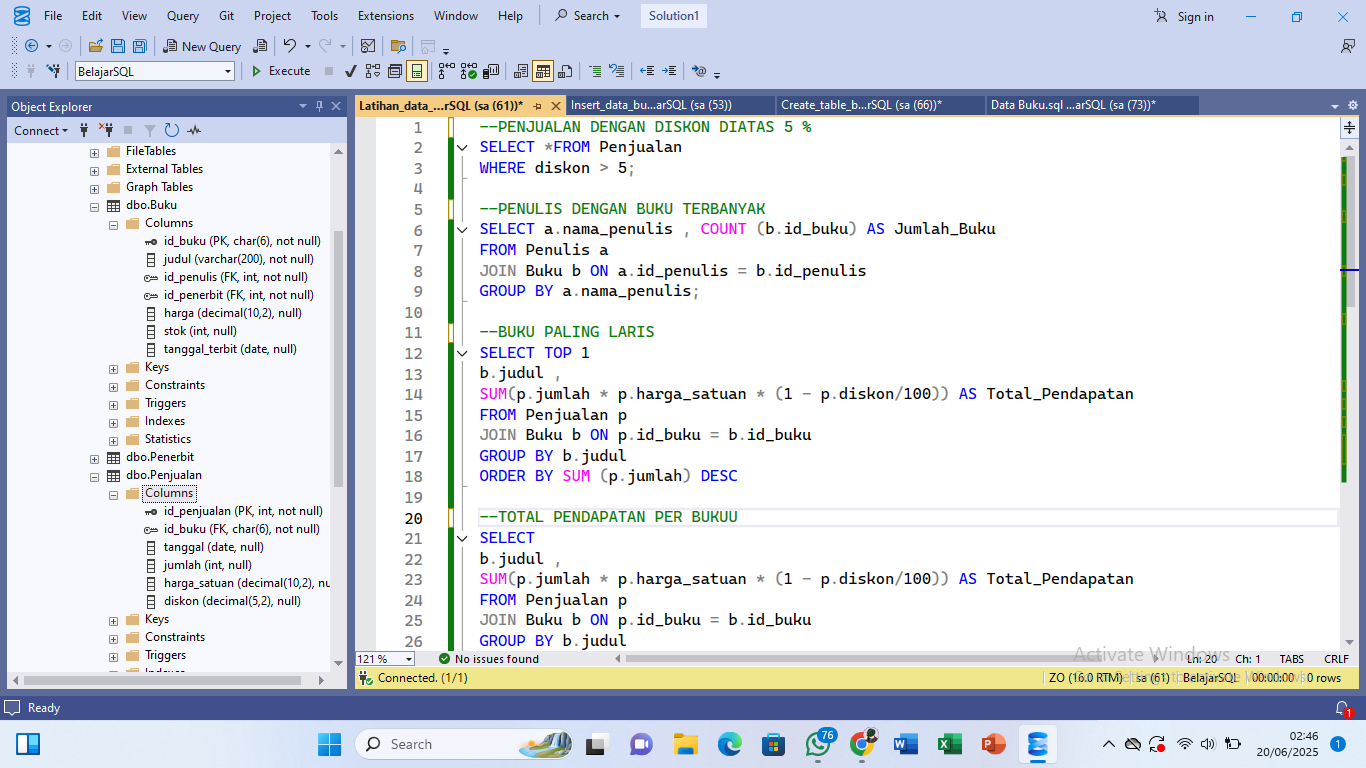 File Edit View Query Git Project Tools Extensions Window Help Search Solution1 Sign in
New Query
BelajarSQL Execute
Object Explorer
Connect
FileTables
External Tables
Graph Tables
dbo.Buku
Columns
id_buku (PK, char(6), not null)
judul (varchar(200), not null)
id_penulis (FK, int, not null)
id_penerbit (FK, int, not null)
harga (decimal(10,2), null)
stok (int, null)
tanggal_terbit (date, null)
Keys
Constraints
Triggers
Indexes
Statistics
dbo.Penerbit
dbo.Penjualan
Columns
id_penjualan (PK, int, not null)
id_buku (FK, char(6), null)
tanggal (date, null)
jumlah (int, null)
harga_satuan (decimal(10,2), nu
diskon (decimal(5,2), null)
Keys
Constraints
Triggers
Latihan_data_...rSQL (sa (61))* Insert_data_bu...arSQL (sa (53)) Create_table_b...rSQL (sa (66))* Data Buku.sql ...arSQL (sa (73))*
1 --PENJUALAN DENGAN DISKON DIATAS 5 %
2 SELECT *FROM Penjualan
3 WHERE diskon > 5;
4
5 --PENULIS DENGAN BUKU TERBANYAK
6 SELECT a.nama_penulis , COUNT (b.id_buku) AS Jumlah_Buku
7 FROM Penulis a
8 JOIN Buku b ON a.id_penulis = b.id_penulis
9 GROUP BY a.nama_penulis;
10
11 --BUKU PALING LARIS
12 SELECT TOP 1
13 b.judul ,
14 SUM(p.jumlah * p.harga_satuan * (1 - p.diskon/100)) AS Total_Pendapatan
15 FROM Penjualan p
16 JOIN Buku b ON p.id_buku = b.id_buku
17 GROUP BY b.judul
18 ORDER BY SUM (p.jumlah) DESC
19
20 --TOTAL PENDAPATAN PER BUKUU
21 SELECT
22 b.judul ,
23 SUM(p.jumlah * p.harga_satuan * (1 - p.diskon/100)) AS Total_Pendapatan
24 FROM Penjualan p
25 JOIN Buku b ON p.id_buku = b.id_buku
26 GROUP BY b.judul
Activate Windows
121 % No issues found Ln: 20 Ch: 1 TABS CRLF
Connected. (1/1) ZO (16.0 RTM) sa (61) BelajarSQL 00:00:00 0 rows
Ready 1
Search 76 02:46
20/06/2025 1